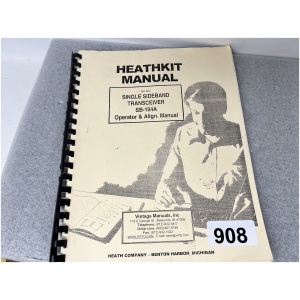 HEATHKIT
MANUAL
for the
SINGLE SIDEBAND
TRANSCEIVER
SB-104A
Operator & Align. Manual
Vintage Manuals, Inc
908
HEATH COMPANY - BENTON HARBOR, MICHIGAN